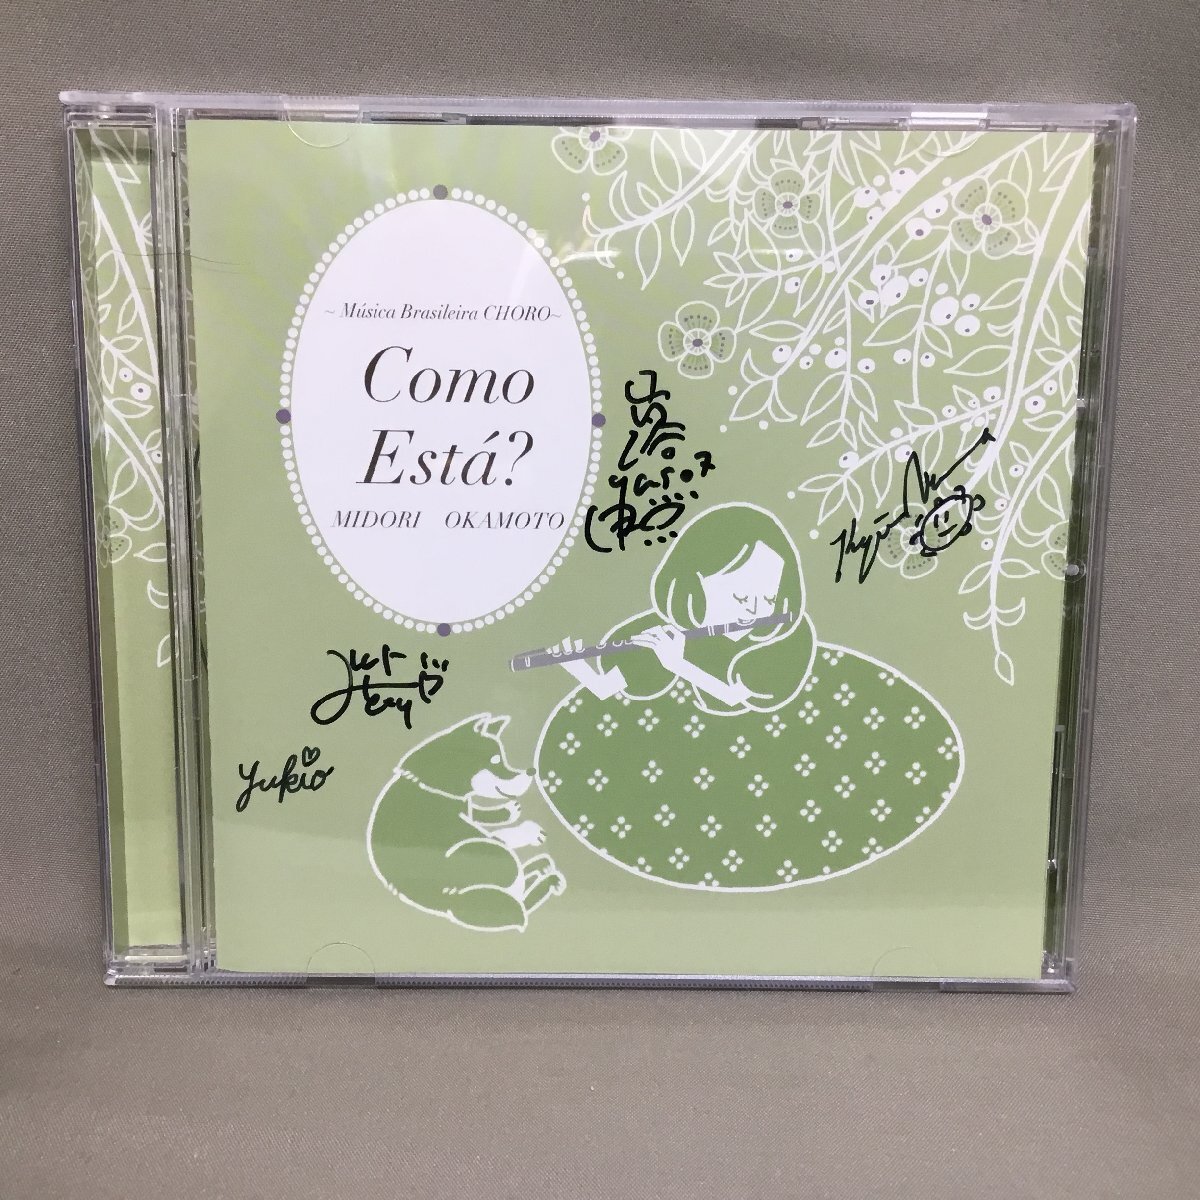 ~ Música Brasileira CHORO~
Como
Está?
MIDORI OKAMOTO
Yukio